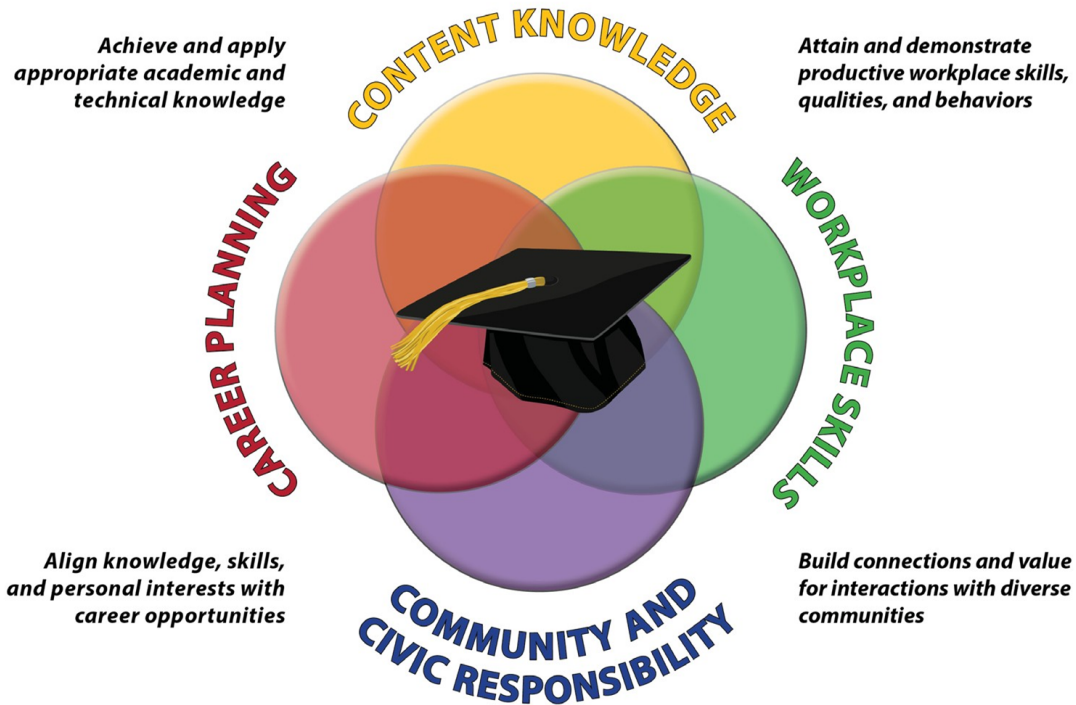 CONTENT KNOWLEDGE
Achieve and apply
appropriate academic and
technical knowledge
Attain and demonstrate
productive workplace skills,
qualities, and behaviors
CAREER PLANNING
WORKPLACE SKILLS
Align knowledge, skills,
and personal interests with
career opportunities
Build connections and value
for interactions with diverse
communities
COMMUNITY AND
CIVIC RESPONSIBILITY